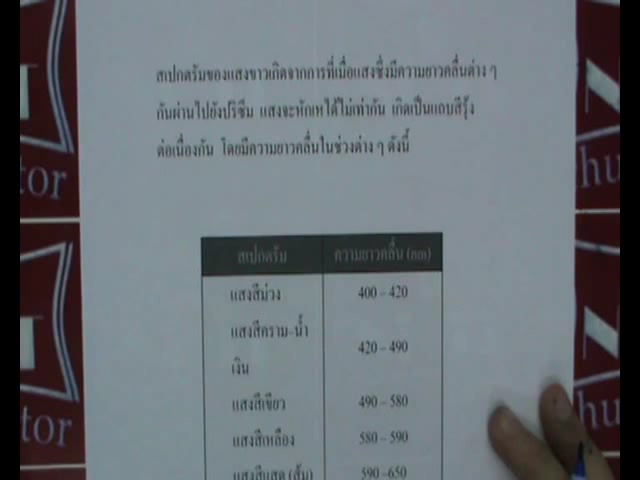 สเปกตรัมของแสงขาวเกิดจากการที่เมื่อแสงซึ่งมีความยาวคลื่นต่าง ๆ
กันผ่านไปยังปริซึม แสงจะหักเหได้ไม่เท่ากัน เกิดเป็นแถบสีรุ้ง
ต่อเนื่องกัน โดยมีความยาวคลื่นในช่วงต่าง ๆ ดังนี้
สเปกตรัม ความยาวคลื่น (nm)
แสงสีม่วง 400 – 420
แสงสีคราม-น้ำ
เงิน 420 – 490
แสงสีเขียว 490 – 580
แสงสีเหลือง 580 – 590
แสงสีแสด (ส้ม) 590 –650
tor
hu
tor
hu